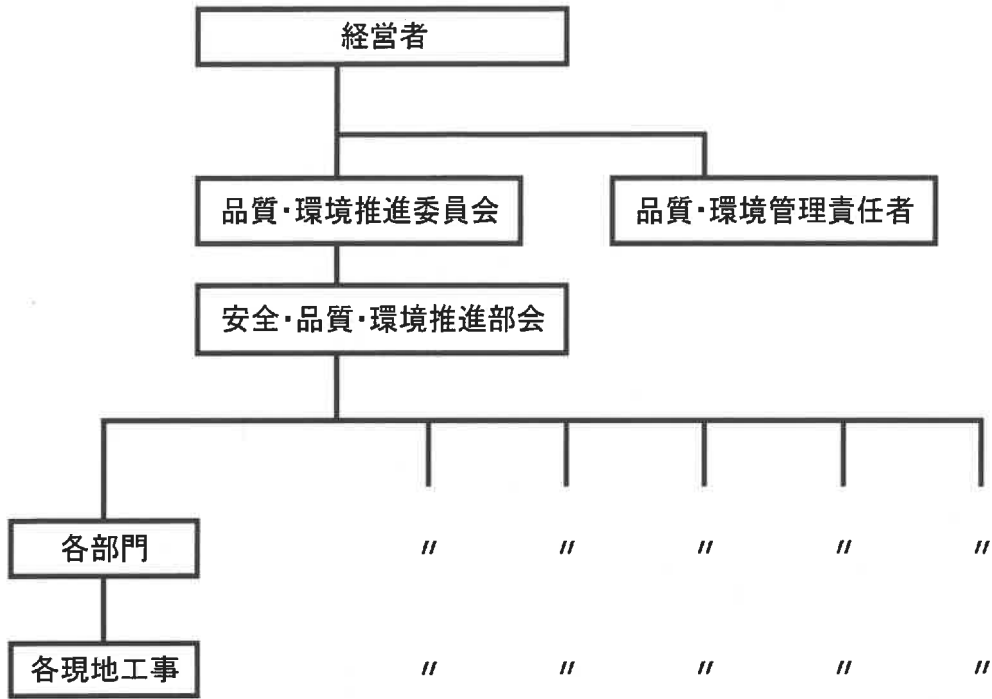 経営者
品質・環境推進委員会
品質・環境管理責任者
安全・品質・環境推進部会
各部門 〃 〃 〃 〃 〃
各現地工事 〃 〃 〃 〃 〃